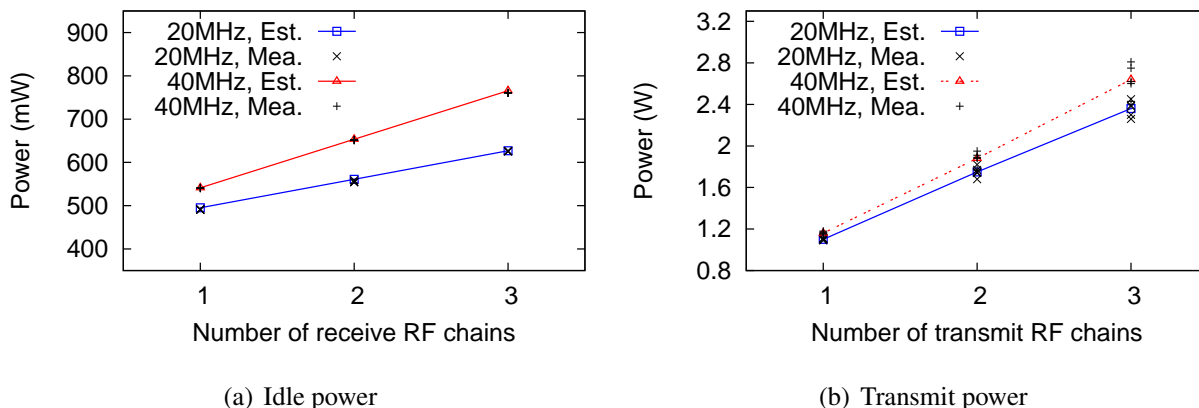 900
800
700
600
500
400
Power (mW)
20MHz, Est.
20MHz, Mea.
40MHz, Est.
40MHz, Mea.
1 2 3
Number of receive RF chains
(a) Idle power
3.2
2.8
2.4
2
1.6
1.2
0.8
Power (W)
20MHz, Est.
20MHz, Mea.
40MHz, Est.
40MHz, Mea.
1 2 3
Number of transmit RF chains
(b) Transmit power